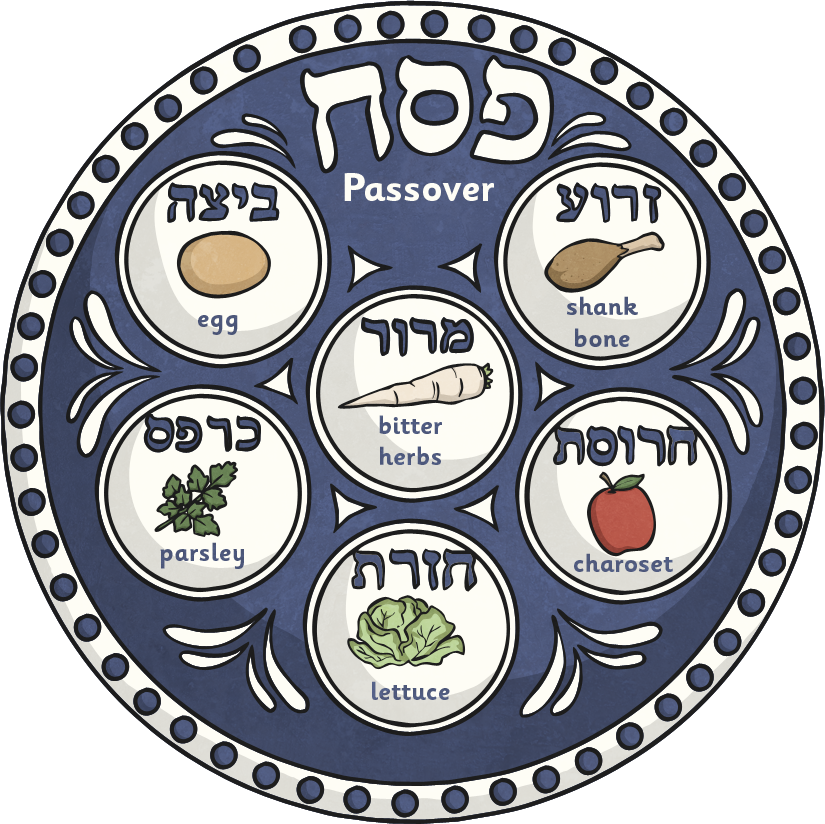 פסח
Passover
ביצה
egg
זרוע
shank
bone
מרור
bitter
herbs
כרפס
parsley
חרוסת
charoset
חזרת
lettuce